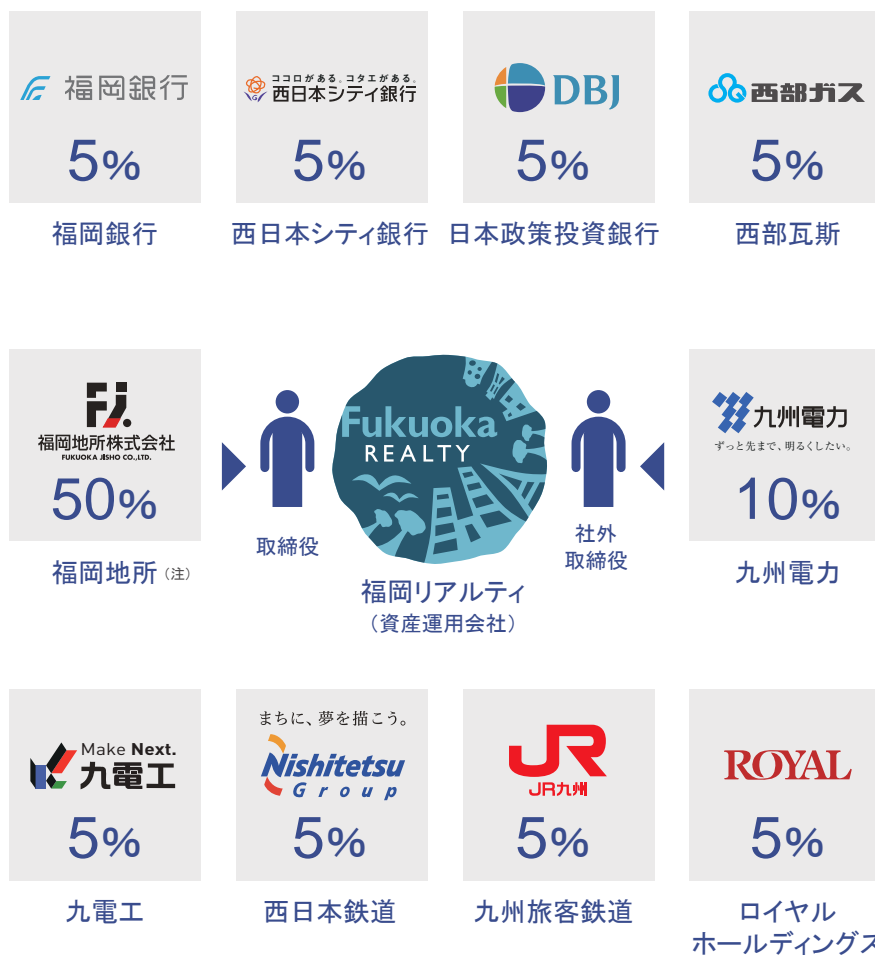 福岡銀行
5%
福岡銀行
ココロがある。コタエがある。
西日本シティ銀行
5%
西日本シティ銀行
DBJ
5%
日本政策投資銀行
西部ガス
5%
西部瓦斯
福岡地所株式会社
FUKUOKA JISHO CO.,LTD.
50%
福岡地所（注）
取締役
Fukuoka
REALTY
福岡リアルティ
（資産運用会社）
社外
取締役
九州電力
ずっと先まで、明るくしたい。
10%
九州電力
Make Next.
九電工
5%
九電工
まちに、夢を描こう。
Nishitetsu
Group
5%
西日本鉄道
JR
JR九州
5%
九州旅客鉄道
ROYAL
5%
ロイヤル
ホールディングス